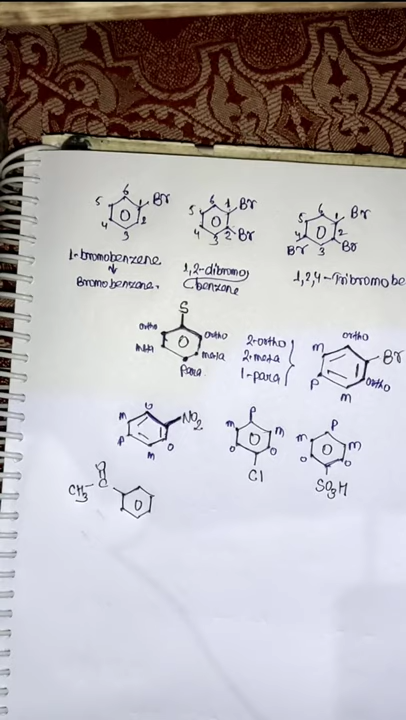 6 6 6
5 1 Br 5 1 Br 5 1 Br
4 2 4 2 Br 4 2
3 3 Br 3 Br
1-bromobenzene 1,2-dibromo 1,2,4-Tribromobe
Bromobenzene. benzene
S
ortho ortho
meta meta
Para.
2-ortho
2-meta
1-para
ortho
m Br
P ortho
m
o
m NO2
P o
m
P
m m
o o
Cl
P
m m
o o
SO3H
O
CH3 C